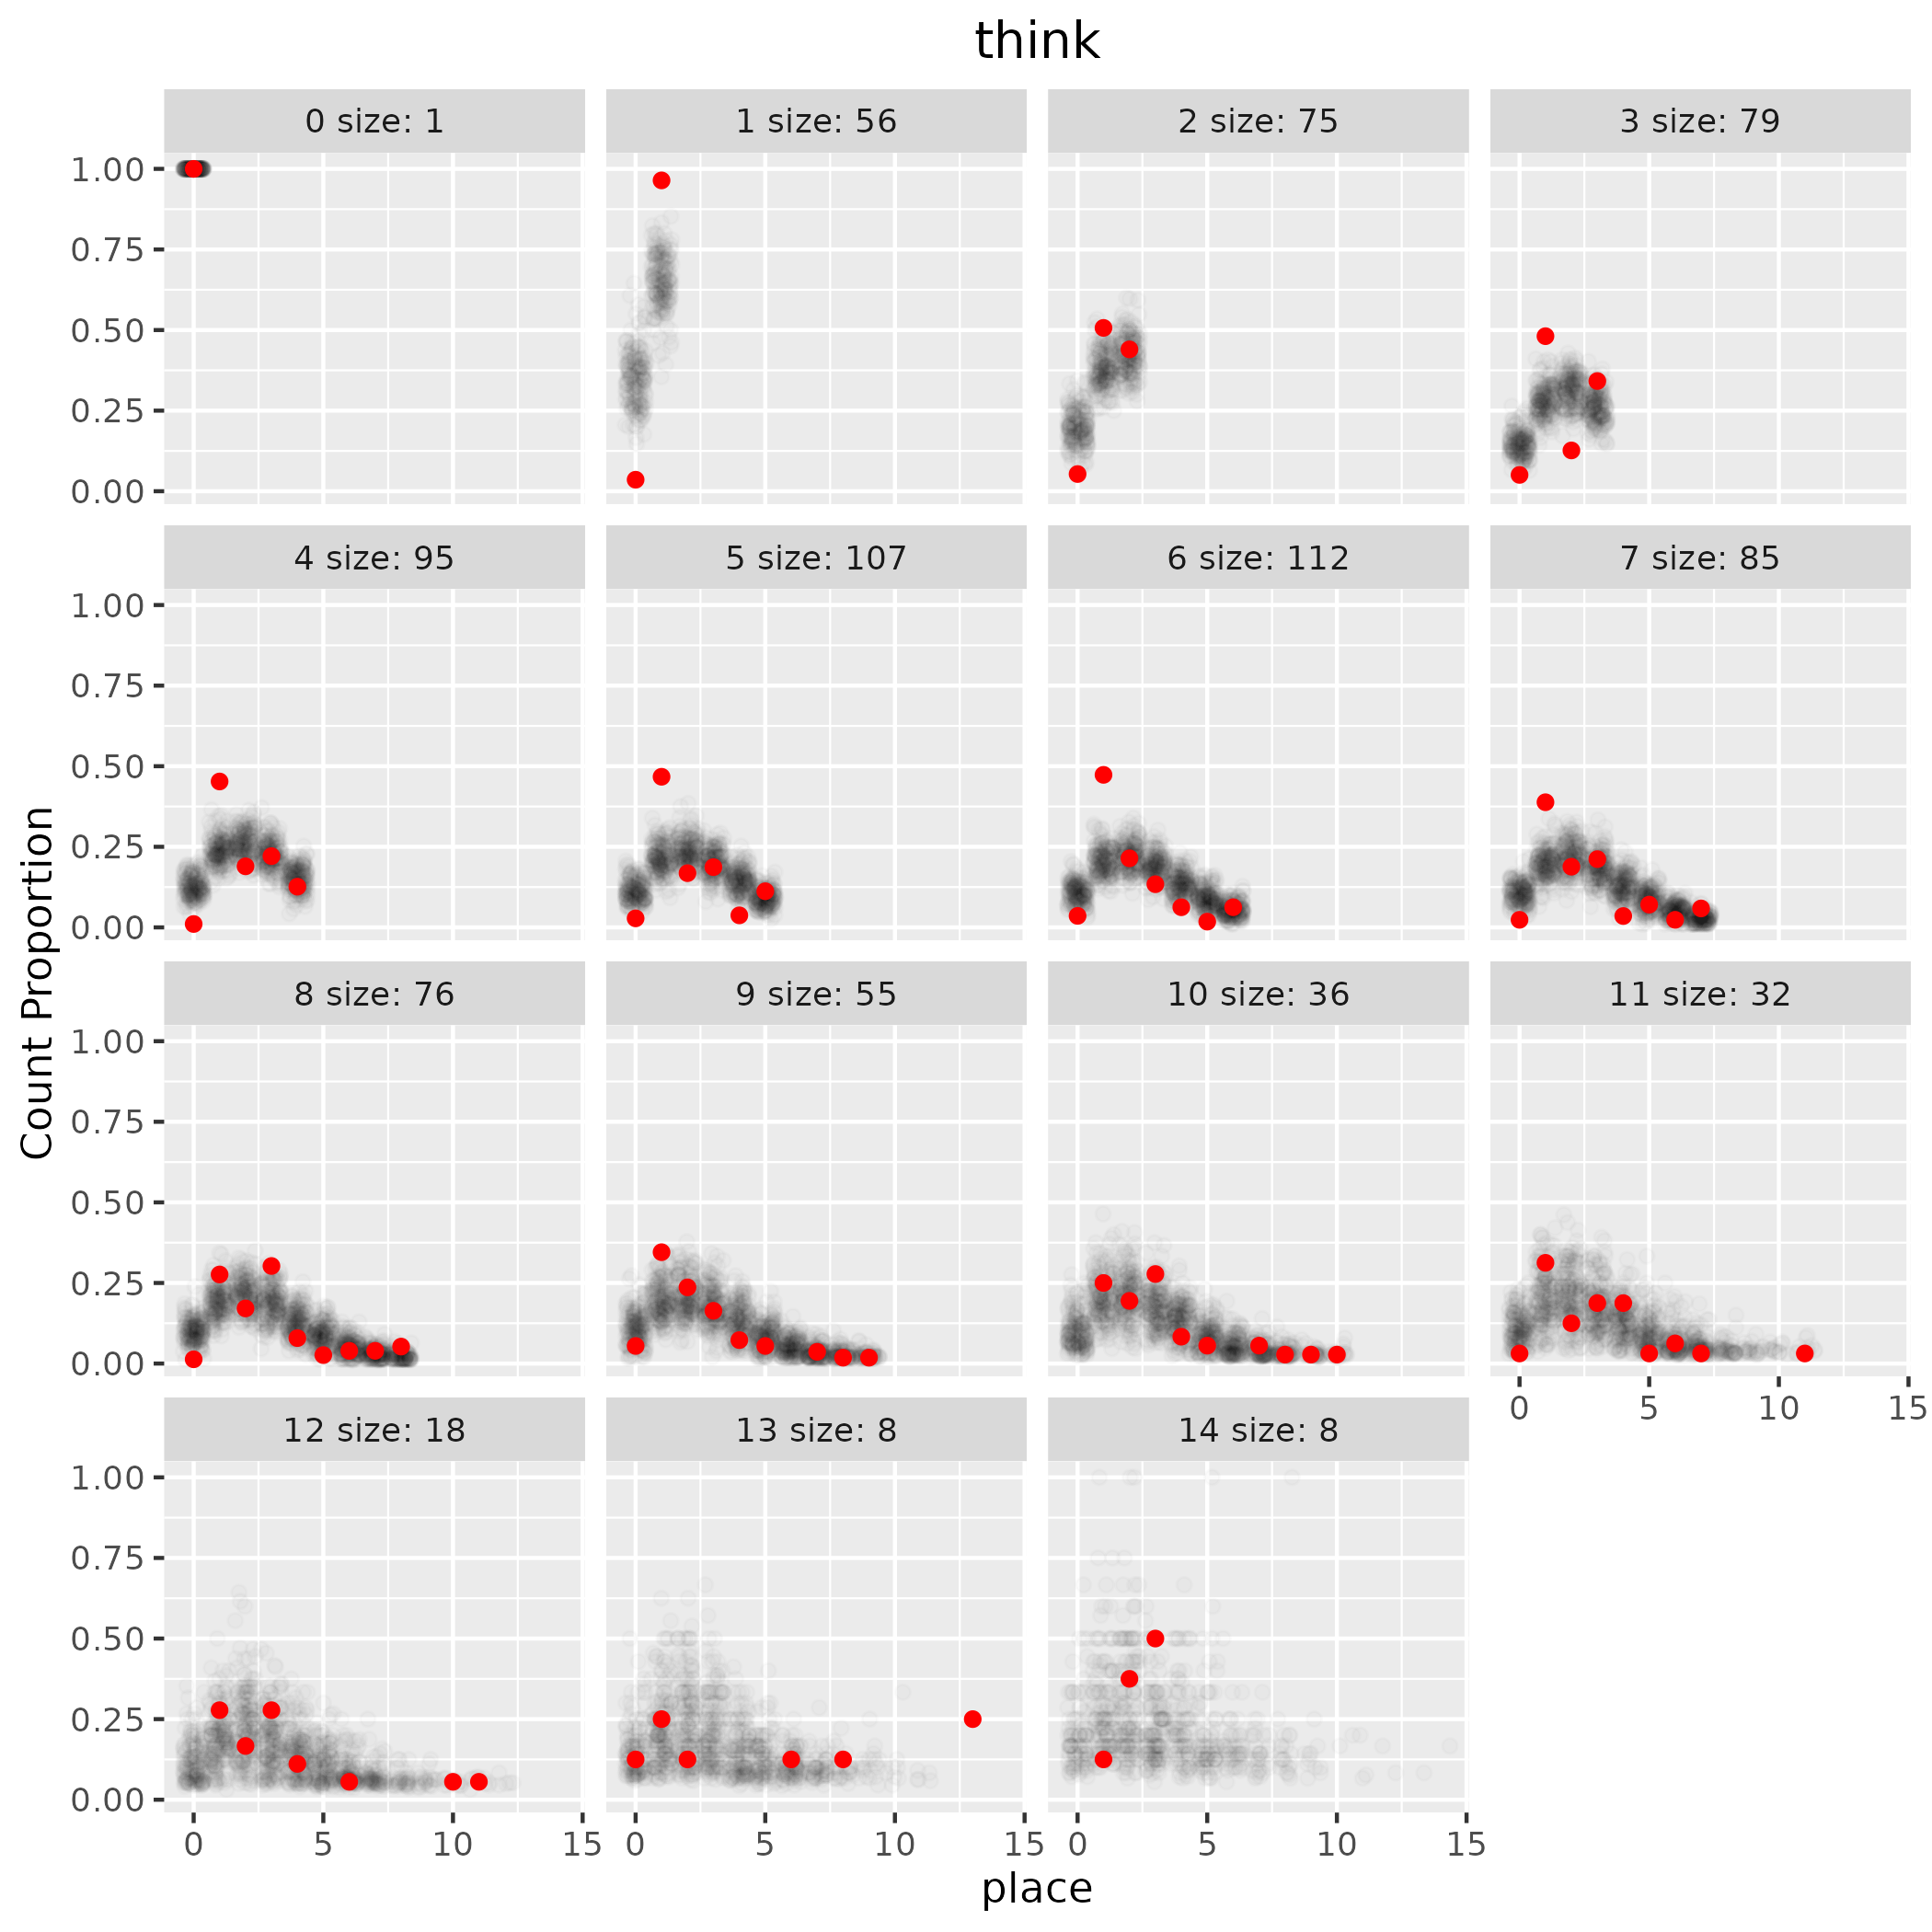 think
0 size: 1
1 size: 56
2 size: 75
3 size: 79
1.00
0.75
0.50
0.25
0.00
4 size: 95
5 size: 107
6 size: 112
7 size: 85
1.00
0.75
0.50
0.25
0.00
Count Proportion
8 size: 76
9 size: 55
10 size: 36
11 size: 32
1.00
0.75
0.50
0.25
0.00
0 5 10 15
12 size: 18
13 size: 8
14 size: 8
1.00
0.75
0.50
0.25
0.00
0 5 10 15
0 5 10 15
0 5 10 15
place